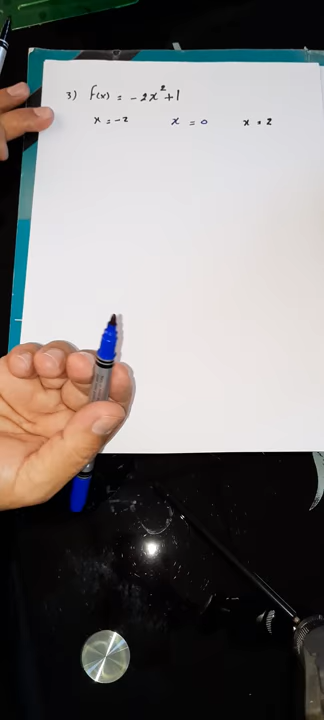 3) f(x) = -2x²+1
x = -2 x = 0 x = 2